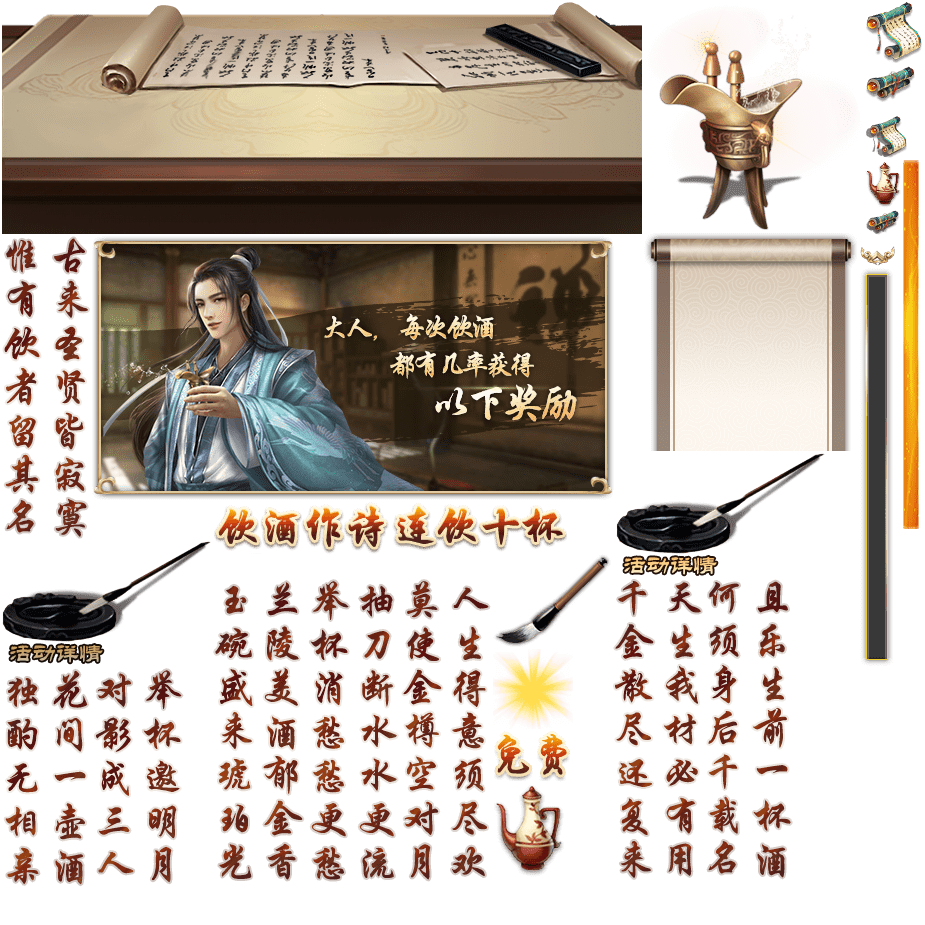 古来圣贤皆寂寞
惟有饮者留其名
大人，每次饮酒
都有几率获得
以下奖励
饮酒作诗 连饮十杯
活动详情
活动详情
举杯邀明月
对影成三人
花间一壶酒
独酌无相亲
人生得意须尽欢
莫使金樽空对月
抽刀断水水更流
举杯消愁愁更愁
兰陵美酒郁金香
玉碗盛来琥珀光
免费
且乐生前一杯酒
何须身后千载名
天生我材必有用
千金散尽还复来